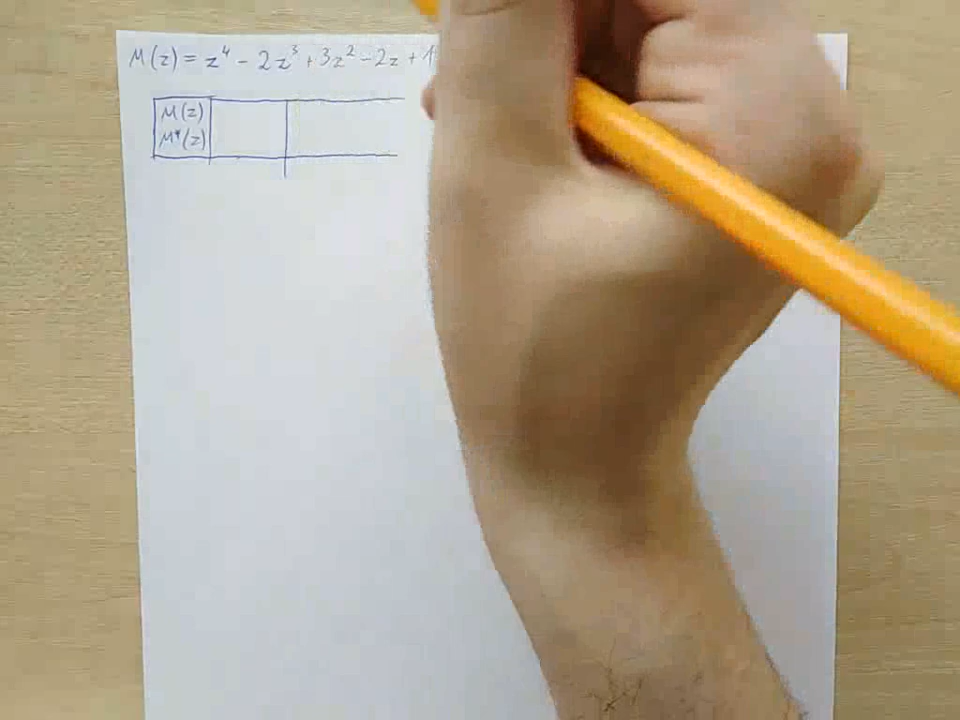 M(z) = z⁴ - 2z³ + 3z² - 2z + 1
M(z)
M*(z)